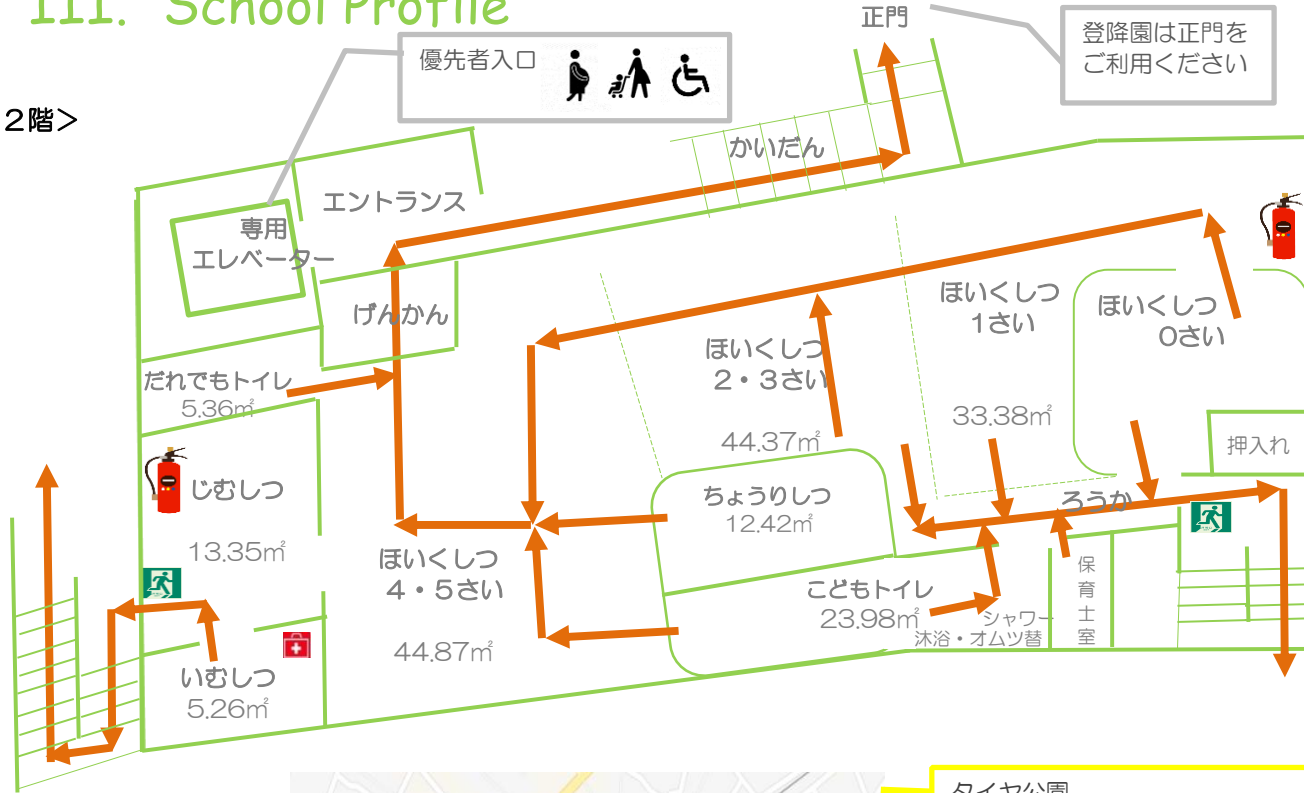 III. School Profile
正門
優先者入口
登降園は正門を
ご利用ください
2階>
かいだん
エントランス
専用
エレベーター
げんかん
ほいくしつ
1さい
33.38㎡
ほいくしつ
0さい
ほいくしつ
2・3さい
44.37㎡
だれでもトイレ
5.36㎡
押入れ
じむしつ
13.35㎡
ちょうりしつ
12.42㎡
ろうか
ほいくしつ
4・5さい
44.87㎡
こどもトイレ
23.98㎡
シャワー
沐浴・オムツ替
保育士室
いむしつ
5.26㎡
タイヤ公園